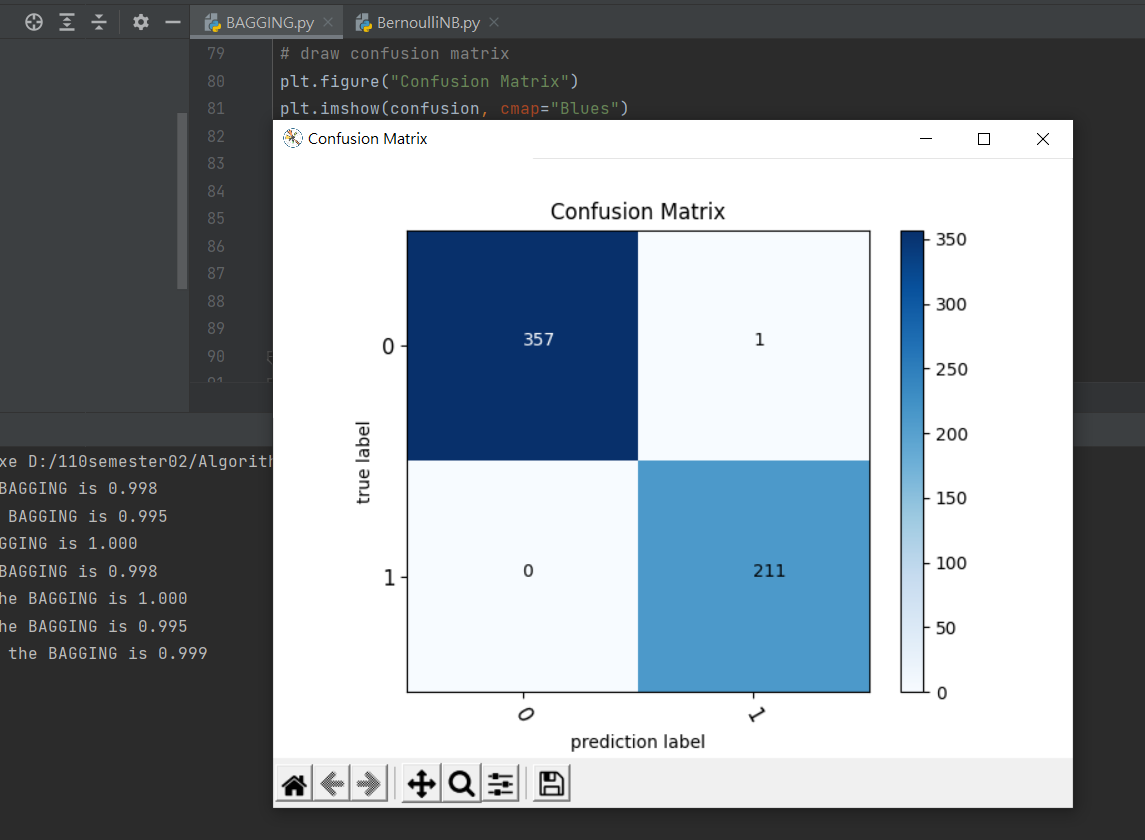 BAGGING.py
BernoulliNB.py
79 # draw confusion matrix
80 plt.figure("Confusion Matrix")
81 plt.imshow(confusion, cmap="Blues")
82
83
84
85
86
87
88
89
90
Confusion Matrix
Confusion Matrix
357 1
0 211
0
1
true label
0 1
prediction label
350
300
250
200
150
100
50
0
xe D:/110semester02/Algorith
BAGGING is 0.998
BAGGING is 0.995
GGING is 1.000
BAGGING is 0.998
he BAGGING is 1.000
he BAGGING is 0.995
the BAGGING is 0.999